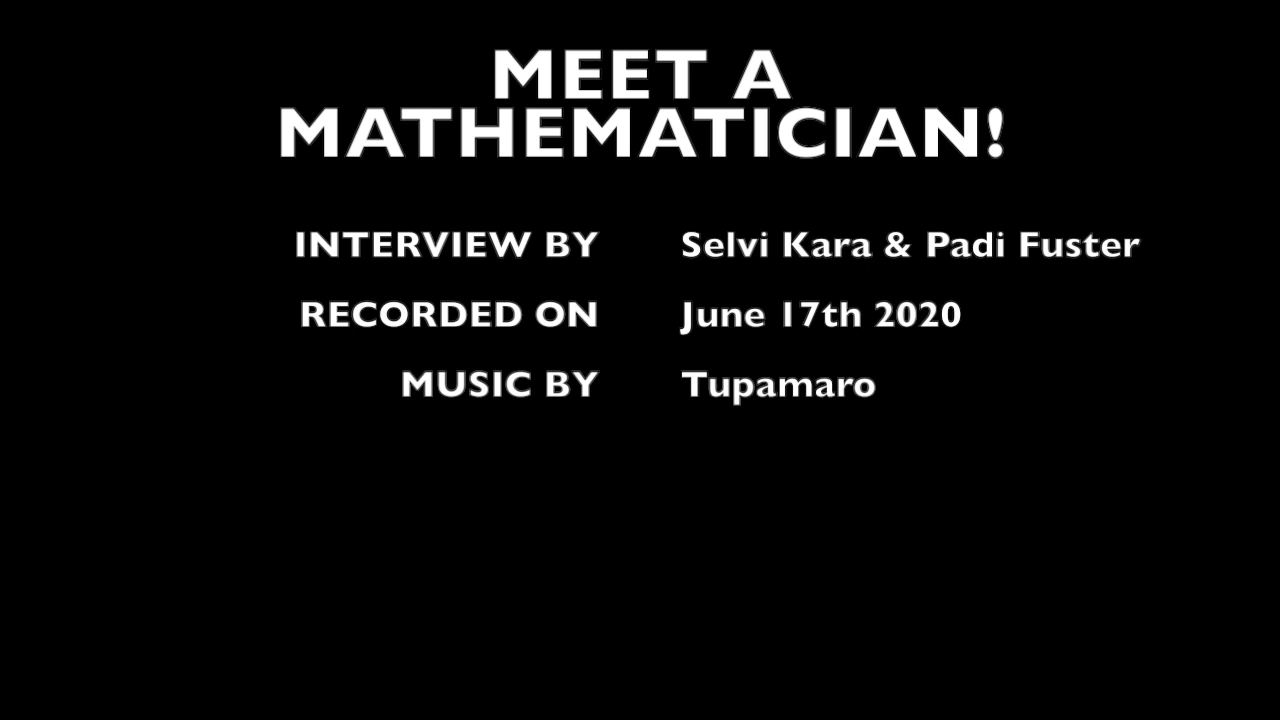 MEET A
MATHEMATICIAN!
INTERVIEW BY Selvi Kara & Padi Fuster
RECORDED ON June 17th 2020
MUSIC BY Tupamaro